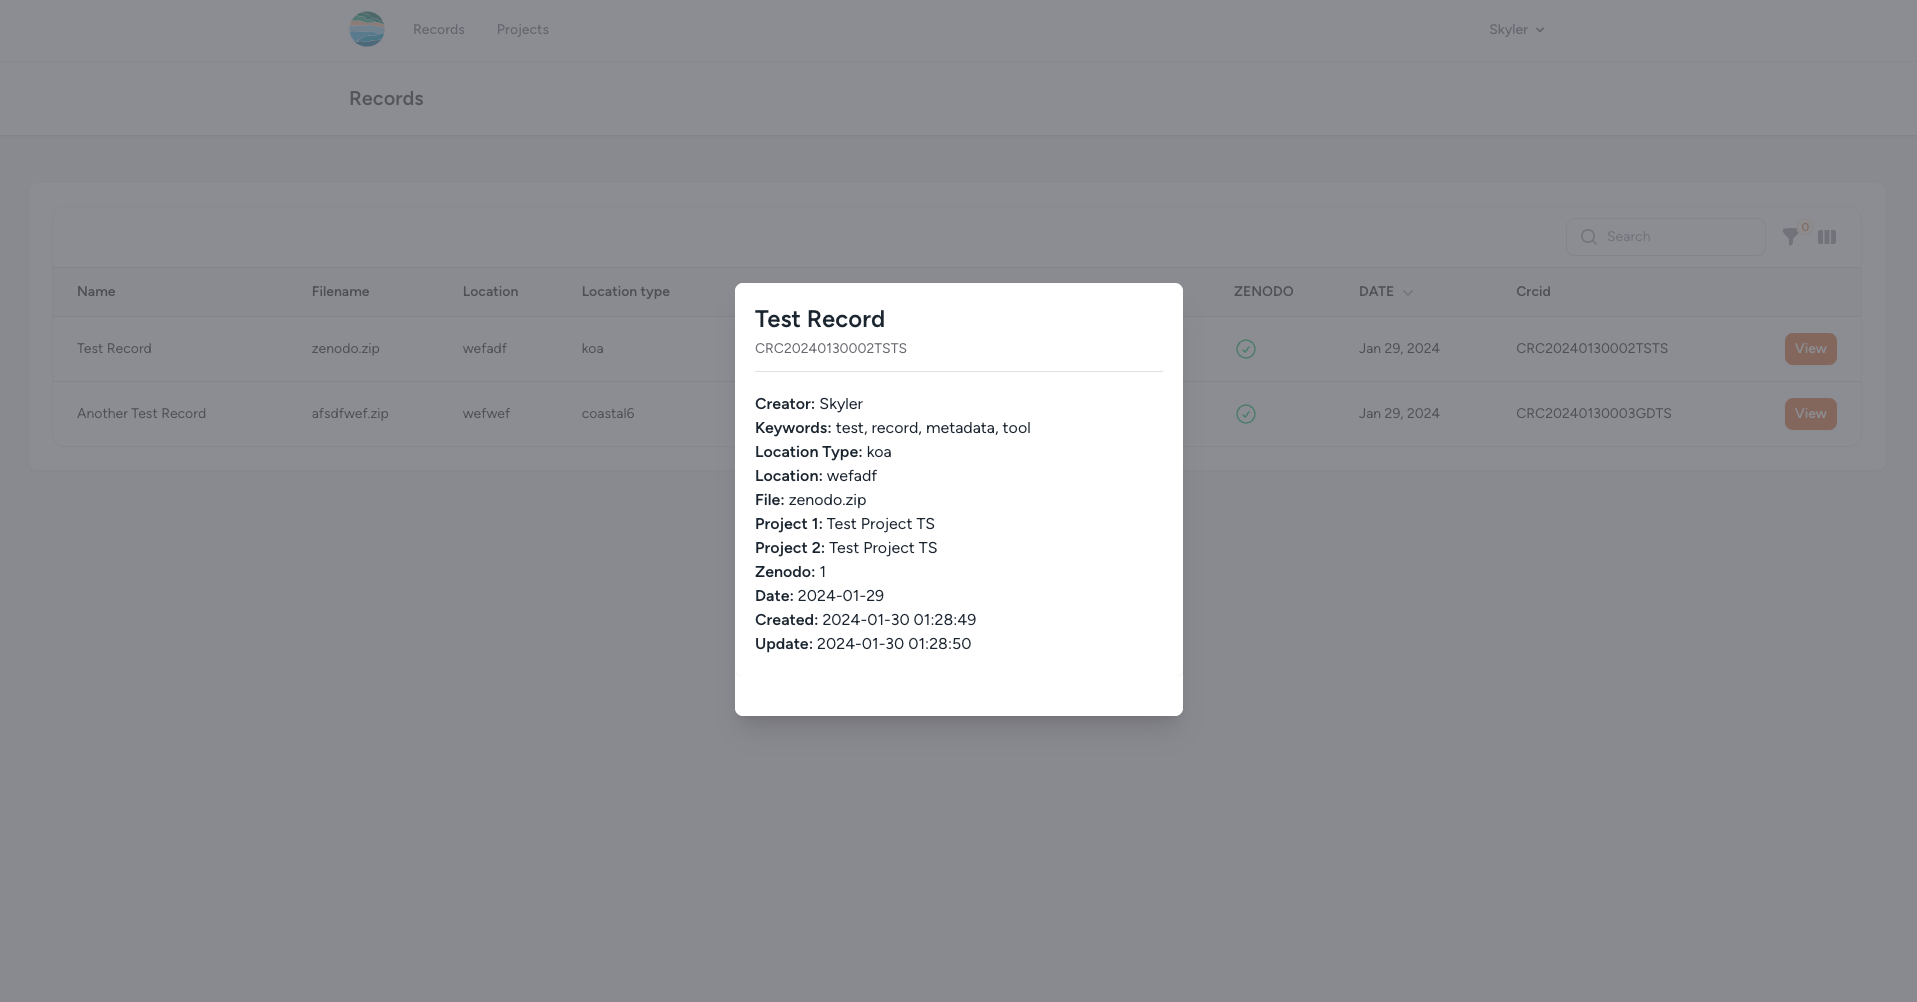 Records Projects Skyler
Records
Search 0
Name Filename Location Location type ZENODO DATE Crcid
Test Record zenodo.zip wefadf koa Jan 29, 2024 CRC20240130002TSTS View
Another Test Record afsdfwef.zip wefwef coastal6 Jan 29, 2024 CRC20240130003GDTS View
Test Record
CRC20240130002TSTS
Creator: Skyler
Keywords: test, record, metadata, tool
Location Type: koa
Location: wefadf
File: zenodo.zip
Project 1: Test Project TS
Project 2: Test Project TS
Zenodo: 1
Date: 2024-01-29
Created: 2024-01-30 01:28:49
Update: 2024-01-30 01:28:50